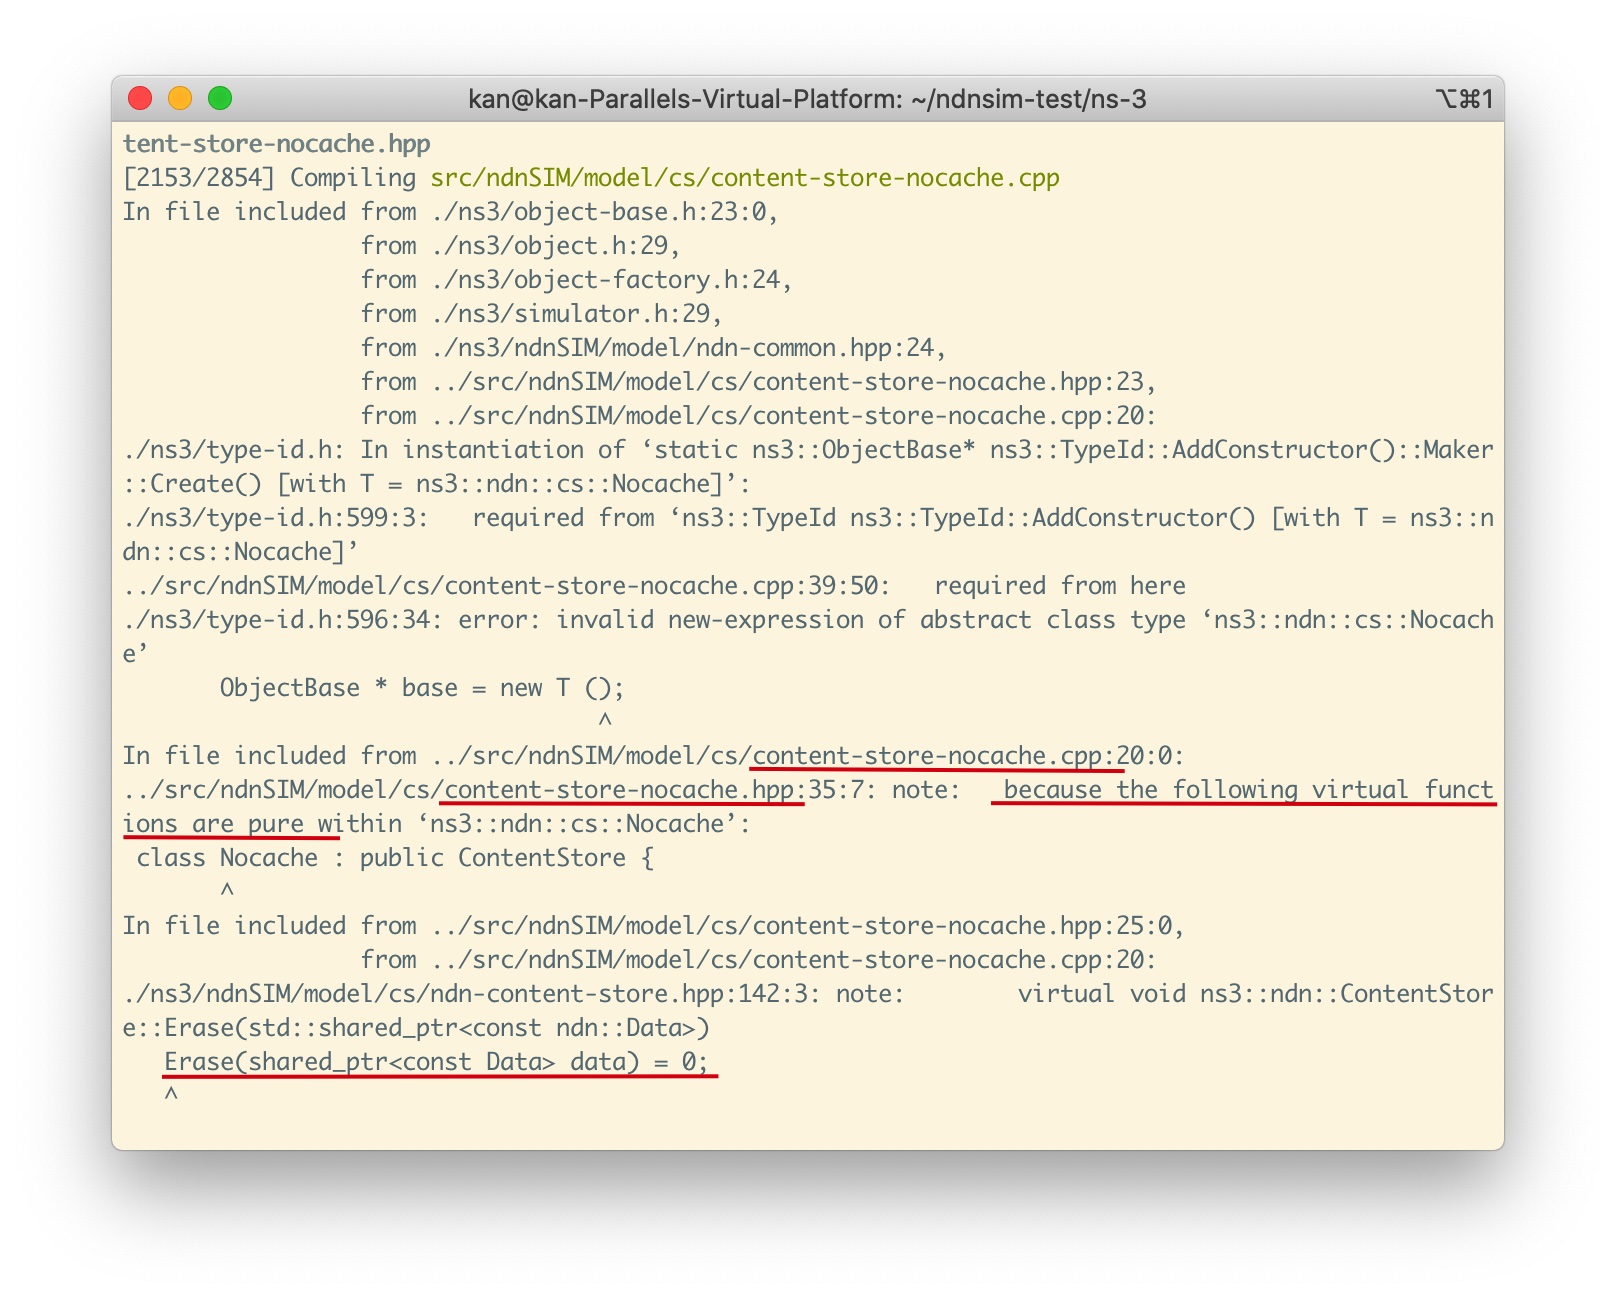 kan@kan-Parallels-Virtual-Platform: ~/ndnsim-test/ns-3 ⌥⌘1
tent-store-nocache.hpp
[2153/2854] Compiling src/ndnSIM/model/cs/content-store-nocache.cpp
In file included from ./ns3/object-base.h:23:0,
                 from ./ns3/object.h:29,
                 from ./ns3/object-factory.h:24,
                 from ./ns3/simulator.h:29,
                 from ./ns3/ndnSIM/model/ndn-common.hpp:24,
                 from ../src/ndnSIM/model/cs/content-store-nocache.hpp:23,
                 from ../src/ndnSIM/model/cs/content-store-nocache.cpp:20:
./ns3/type-id.h: In instantiation of ‘static ns3::ObjectBase* ns3::TypeId::AddConstructor()::Maker
::Create() [with T = ns3::ndn::cs::Nocache]’:
./ns3/type-id.h:599:3:   required from ‘ns3::TypeId ns3::TypeId::AddConstructor() [with T = ns3::n
dn::cs::Nocache]’
../src/ndnSIM/model/cs/content-store-nocache.cpp:39:50:   required from here
./ns3/type-id.h:596:34: error: invalid new-expression of abstract class type ‘ns3::ndn::cs::Nocach
e’
       ObjectBase * base = new T ();
                                  ^
In file included from ../src/ndnSIM/model/cs/content-store-nocache.cpp:20:0:
../src/ndnSIM/model/cs/content-store-nocache.hpp:35:7: note:   because the following virtual funct
ions are pure within ‘ns3::ndn::cs::Nocache’:
 class Nocache : public ContentStore {
       ^
In file included from ../src/ndnSIM/model/cs/content-store-nocache.hpp:25:0,
                 from ../src/ndnSIM/model/cs/content-store-nocache.cpp:20:
./ns3/ndnSIM/model/cs/ndn-content-store.hpp:142:3: note:        virtual void ns3::ndn::ContentStor
e::Erase(std::shared_ptr<const ndn::Data>)
   Erase(shared_ptr<const Data> data) = 0;
   ^